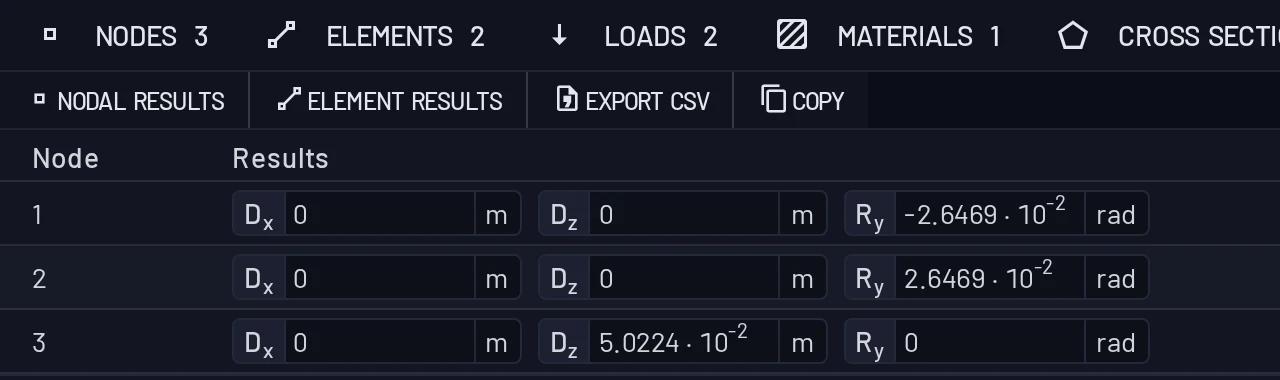 NODES 3 ELEMENTS 2 LOADS 2 MATERIALS 1 CROSS SECTI
NODAL RESULTS ELEMENT RESULTS EXPORT CSV COPY
Node Results
1 Dx 0 m Dz 0 m Ry -2.6469 · 10^-2 rad
2 Dx 0 m Dz 0 m Ry 2.6469 · 10^-2 rad
3 Dx 0 m Dz 5.0224 · 10^-2 m Ry 0 rad